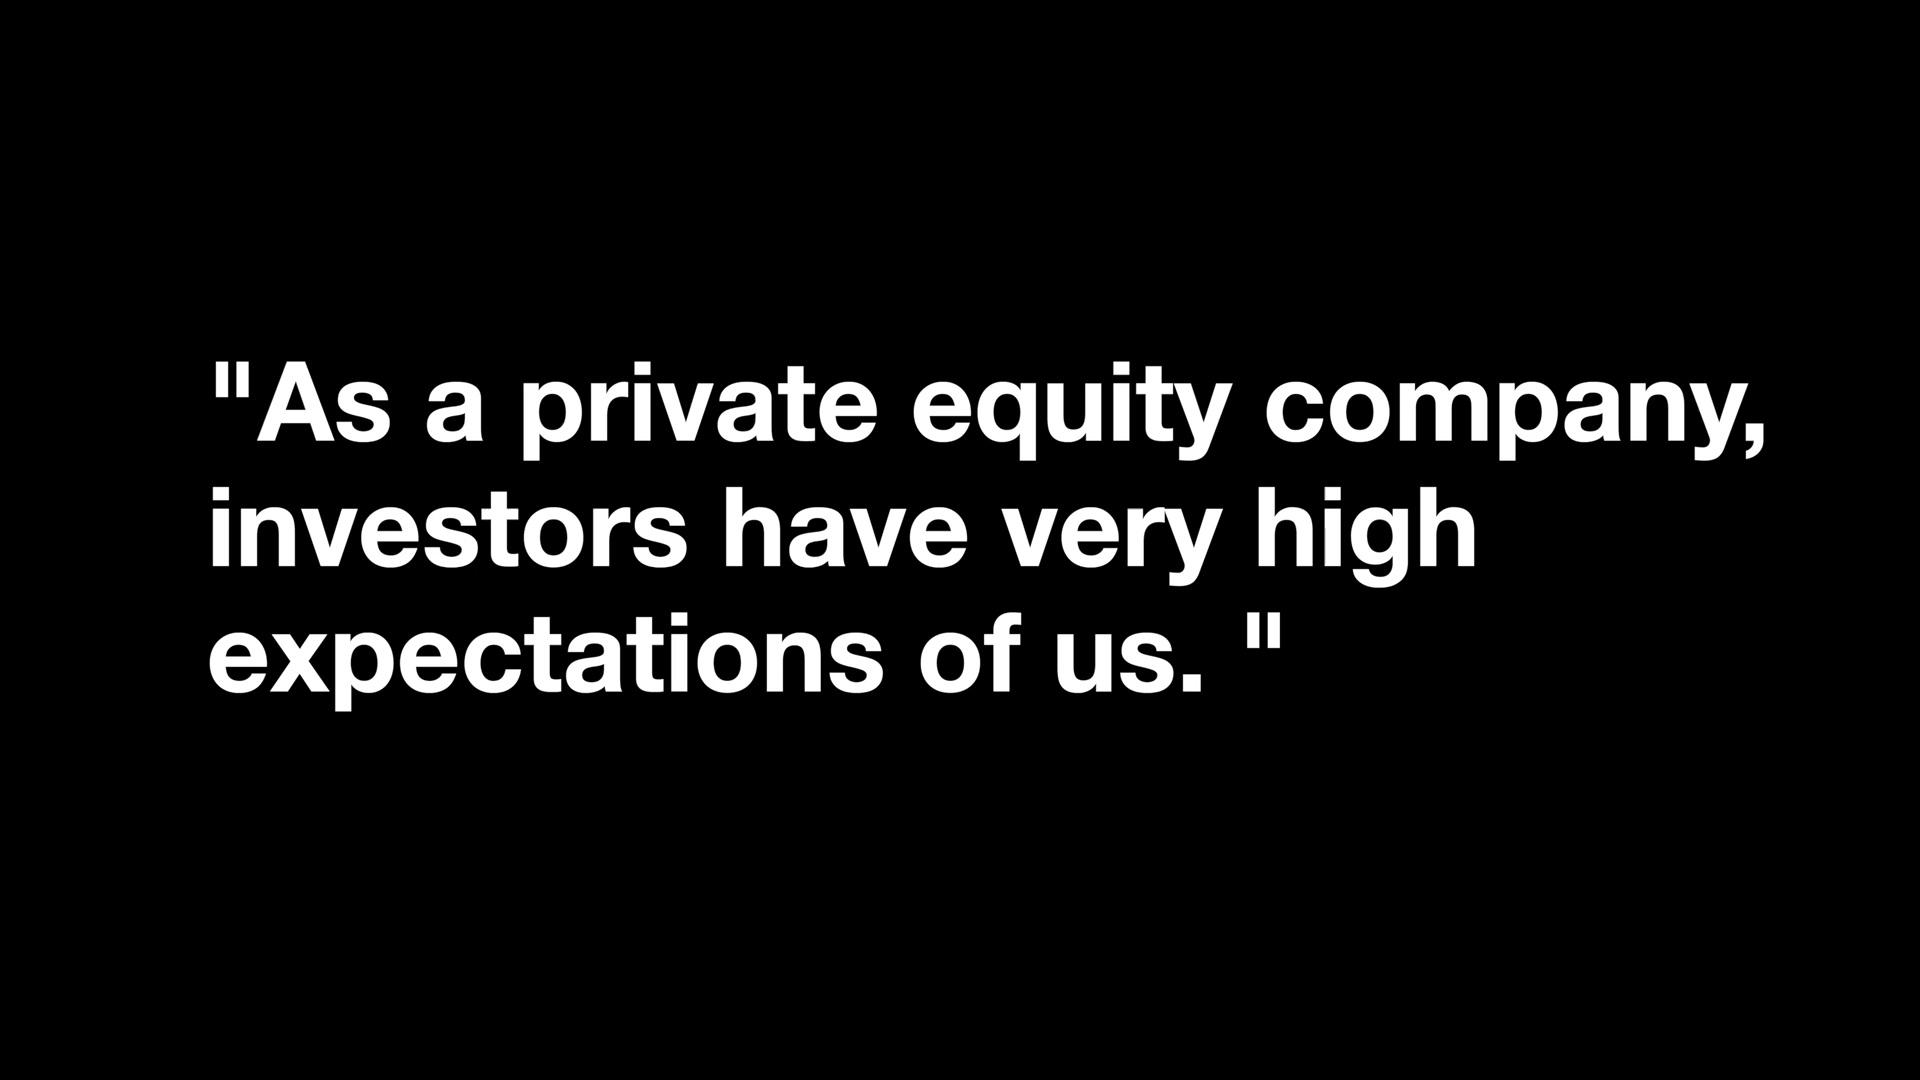 "As a private equity company,
investors have very high
expectations of us. "